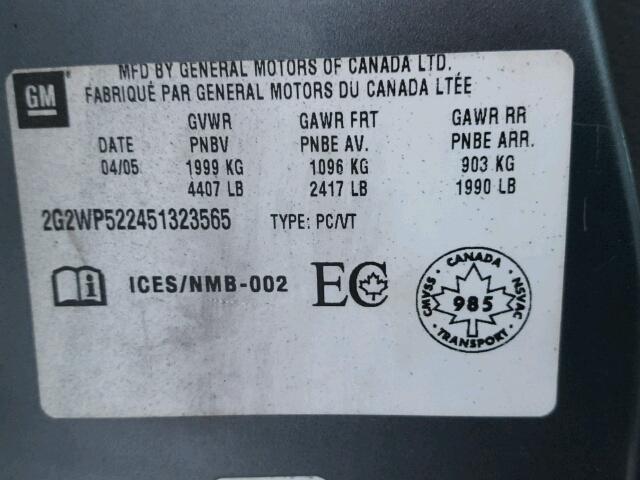 GM
MFD BY GENERAL MOTORS OF CANADA LTD.
FABRIQUÉ PAR GENERAL MOTORS DU CANADA LTÉE
GVWR GAWR FRT GAWR RR
DATE PNBV PNBE AV. PNBE ARR.
04/05 1999 KG 1096 KG 903 KG
4407 LB 2417 LB 1990 LB
2G2WP522451323565 TYPE: PC/VT
i ICES/NMB-002 EC
CANADA
CMVSS 985 NSVAC
TRANSPORT